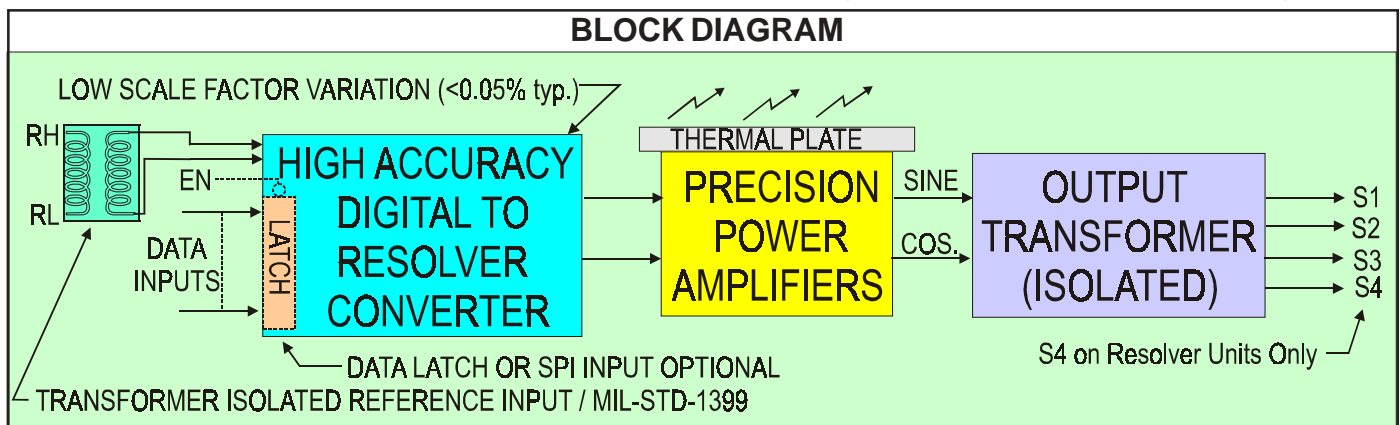 BLOCK DIAGRAM
LOW SCALE FACTOR VARIATION (<0.05% typ.)
RH
RL
EN
DATA
INPUTS
LATCH
HIGH ACCURACY
DIGITAL TO
RESOLVER
CONVERTER
THERMAL PLATE
PRECISION
POWER
AMPLIFIERS
SINE
COS.
OUTPUT
TRANSFORMER
(ISOLATED)
S1
S2
S3
S4
S4 on Resolver Units Only
DATA LATCH OR SPI INPUT OPTIONAL
TRANSFORMER ISOLATED REFERENCE INPUT / MIL-STD-1399